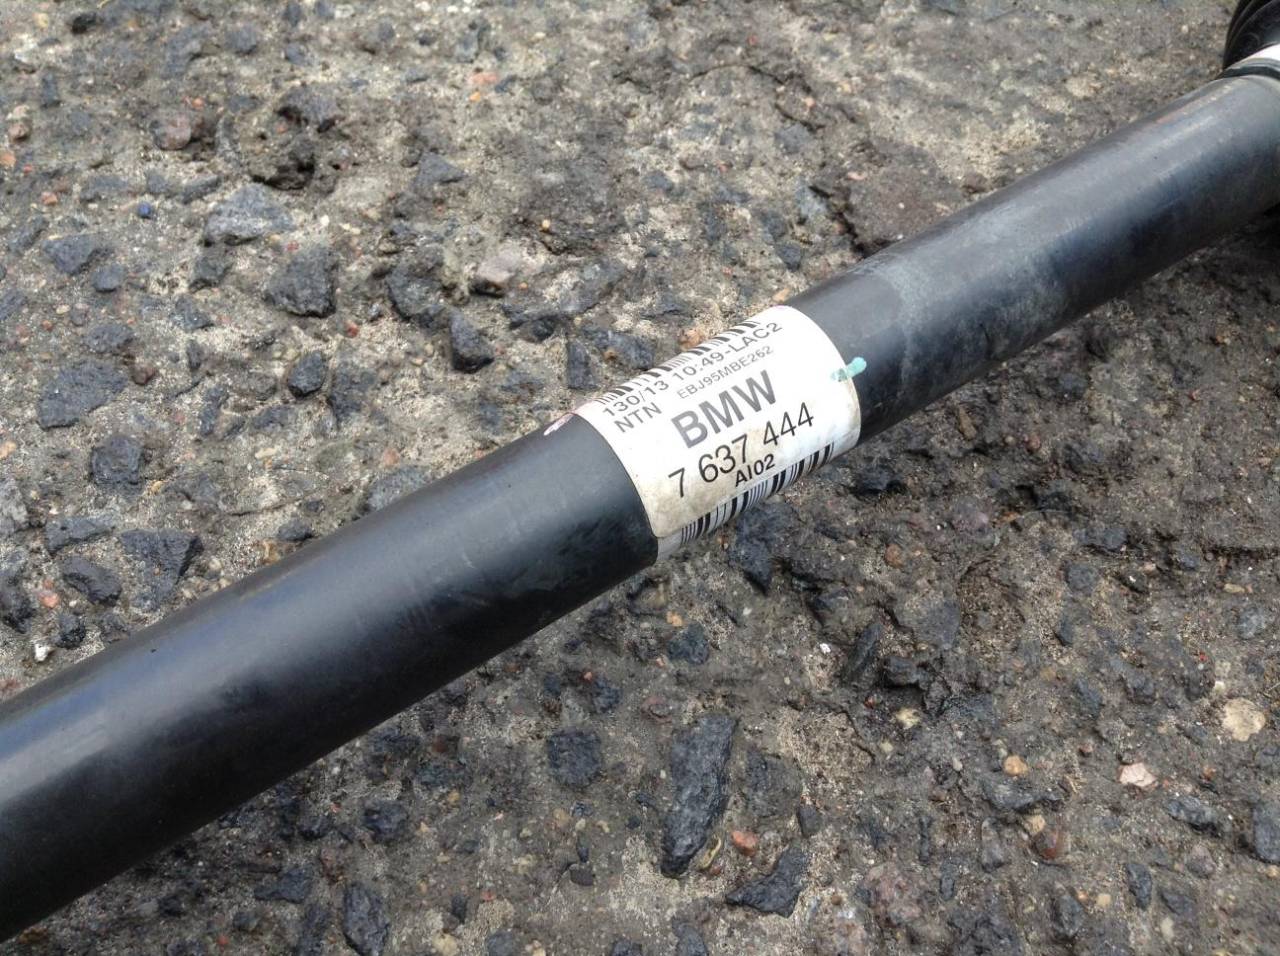 130/13 10:49-LAC2
NTN EBJ95MBE262
BMW
7 637 444
AI02